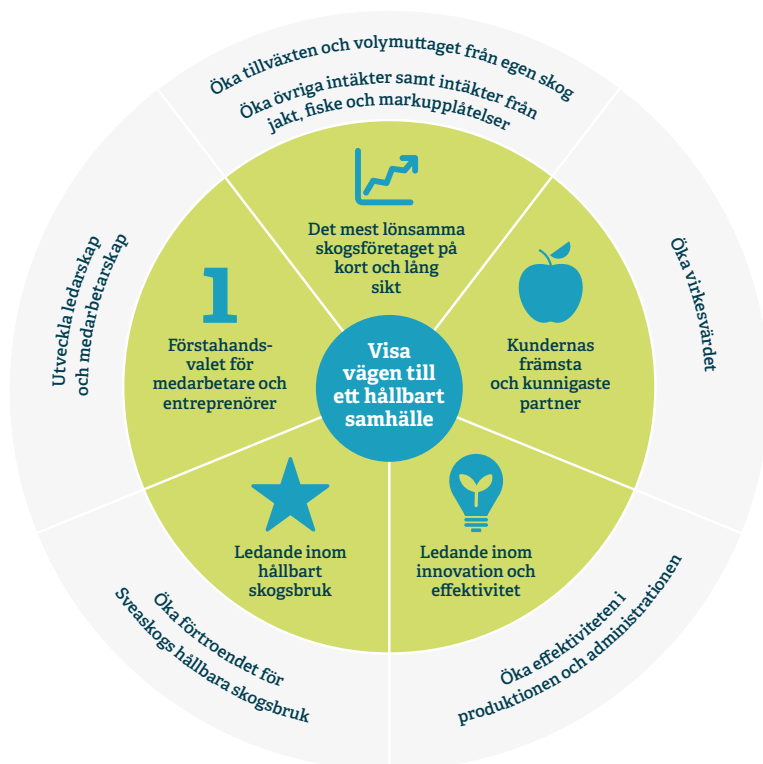 Öka tillväxten och volymuttaget från egen skog
Öka övriga intäkter samt intäkter från
jakt, fiske och markupplåtelser
Det mest lönsamma
skogsföretaget på
kort och lång
sikt
Öka virkesvärdet
Kundernas
främsta
och kunnigaste
partner
Öka effektiviteten i
produktionen och administrationen
Ledande inom
innovation och
effektivitet
Öka förtroendet för
Sveaskogs hållbara skogsbruk
Ledande inom
hållbart
skogsbruk
Utveckla ledarskap
och medarbetarskap
1
Förstahands-
valet för
medarbetare och
entreprenörer
Visa
vägen till
ett hållbart
samhälle